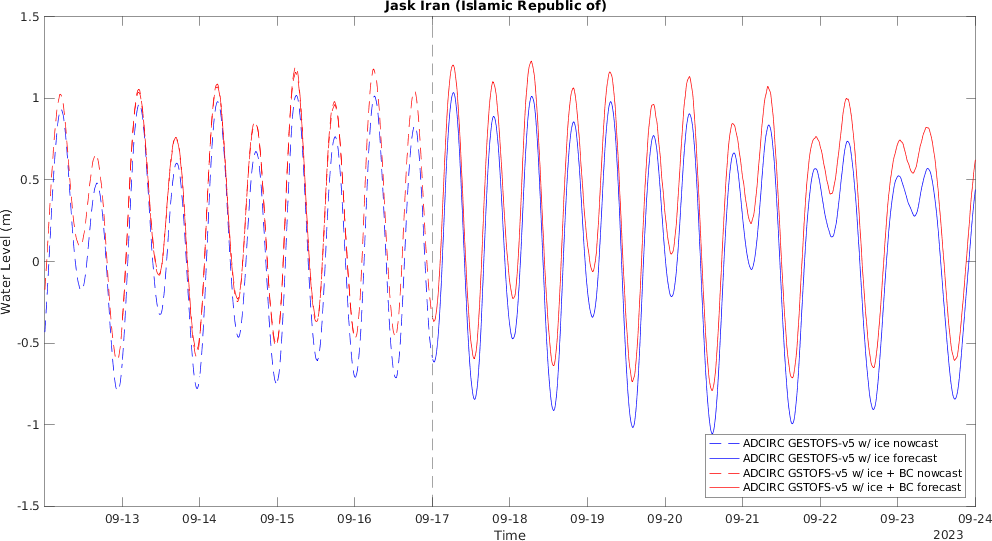 Jask Iran (Islamic Republic of)
1.5
1
0.5
0
-0.5
-1
-1.5
Water Level (m)
ADCIRC GESTOFS-v5 w/ ice nowcast
ADCIRC GESTOFS-v5 w/ ice forecast
ADCIRC GSTOFS-v5 w/ ice + BC nowcast
ADCIRC GSTOFS-v5 w/ ice + BC forecast
09-13 09-14 09-15 09-16 09-17 09-18 09-19 09-20 09-21 09-22 09-23 09-24
Time
2023